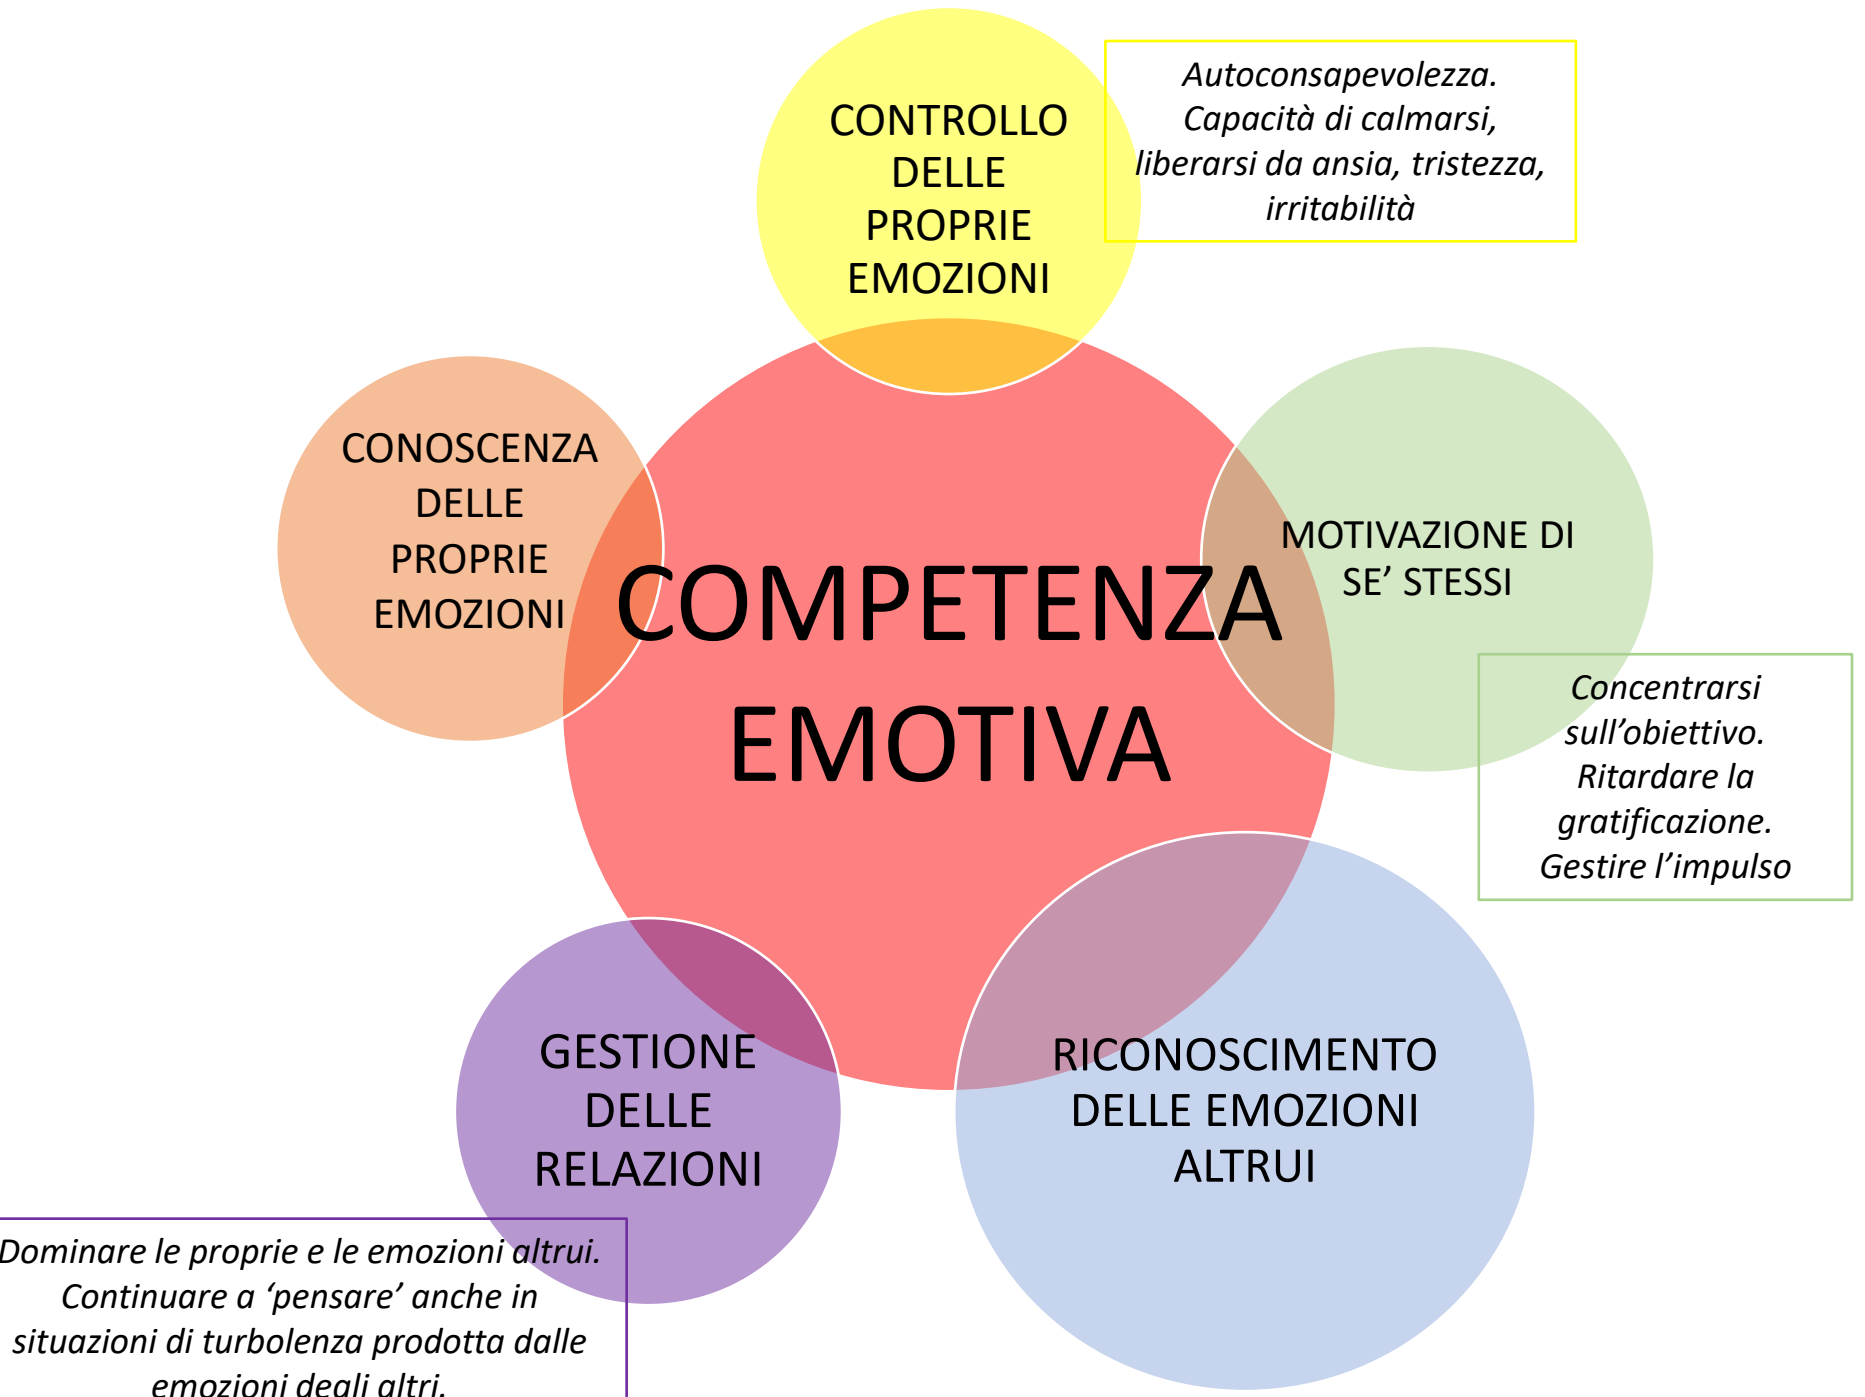 CONTROLLO
DELLE
PROPRIE
EMOZIONI
Autoconsapevolezza.
Capacità di calmarsi,
liberarsi da ansia, tristezza,
irritabilità
CONOSCENZA
DELLE
PROPRIE
EMOZIONI
COMPETENZA
EMOTIVA
MOTIVAZIONE DI
SE’ STESSI
Concentrarsi
sull’obiettivo.
Ritardare la
gratificazione.
Gestire l’impulso
GESTIONE
DELLE
RELAZIONI
RICONOSCIMENTO
DELLE EMOZIONI
ALTRUI
Dominare le proprie e le emozioni altrui.
Continuare a ‘pensare’ anche in
situazioni di turbolenza prodotta dalle
emozioni degli altri.